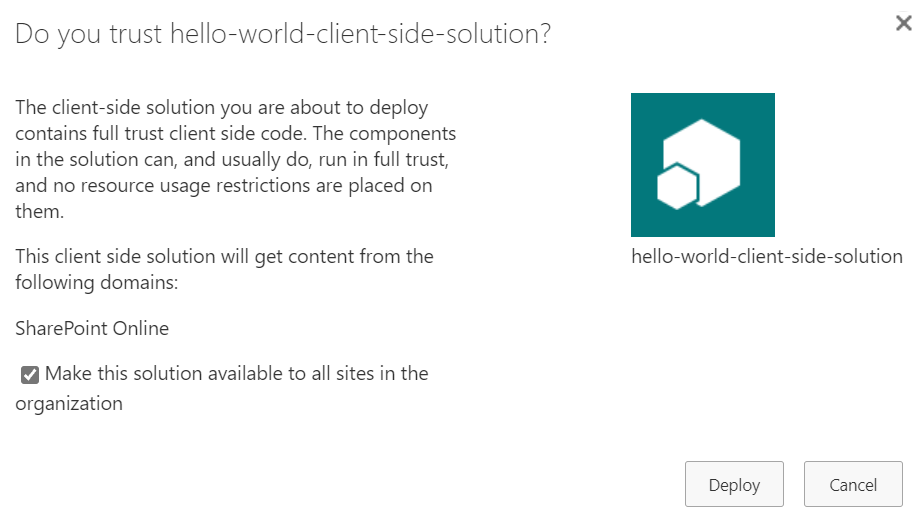 Do you trust hello-world-client-side-solution?
The client-side solution you are about to deploy
contains full trust client side code. The components
in the solution can, and usually do, run in full trust,
and no resource usage restrictions are placed on
them.
This client side solution will get content from the
following domains:
SharePoint Online
Make this solution available to all sites in the
organization
hello-world-client-side-solution
Deploy
Cancel